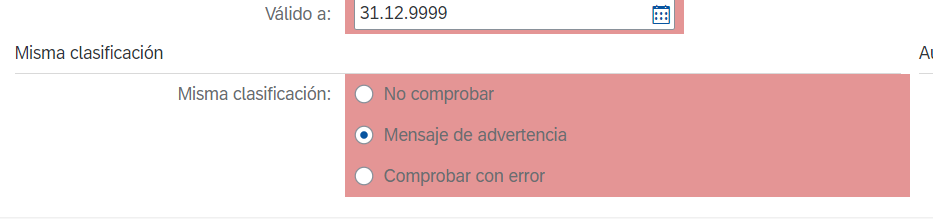 Válido a: 31.12.9999
Misma clasificación
Misma clasificación: No comprobar
Mensaje de advertencia
Comprobar con error